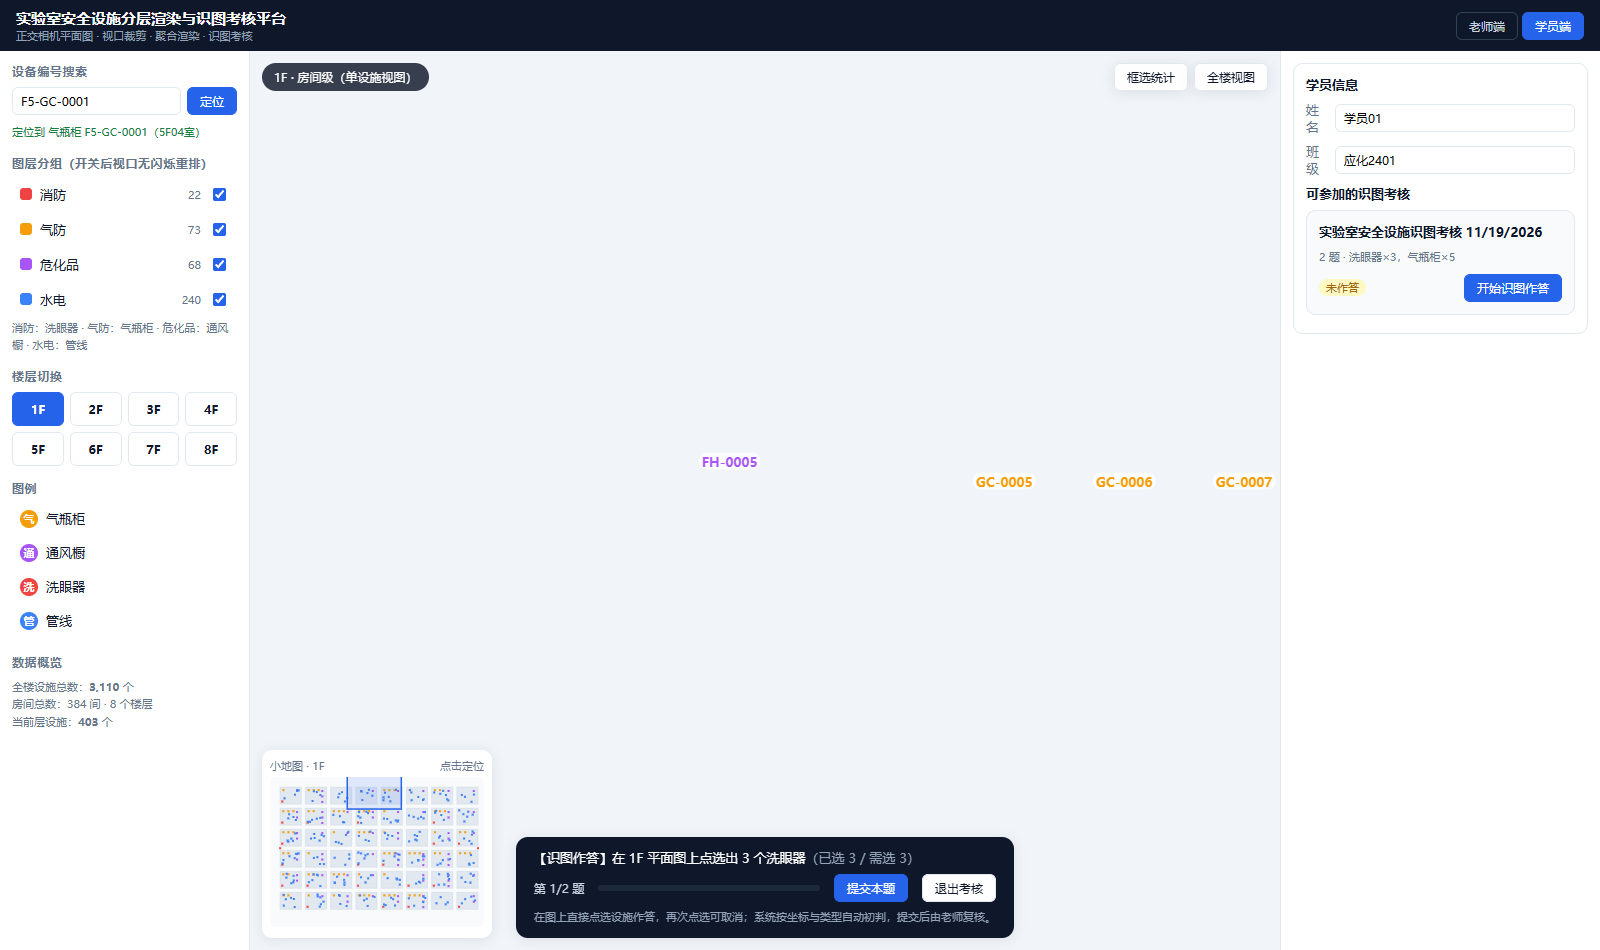 实验室安全设施分层渲染与识图考核平台
正交相机平面图 · 视口裁剪 · 聚合渲染 · 识图考核
老师端
学员端
设备编号搜索
F5-GC-0001
定位
定位到 气瓶柜 F5-GC-0001（5F04室）
图层分组（开关后视口无闪烁重排）
消防 22
气防 73
危化品 68
水电 240
消防：洗眼器 · 气防：气瓶柜 · 危化品：通风
橱 · 水电：管线
楼层切换
1F 2F 3F 4F
5F 6F 7F 8F
图例
气 气瓶柜
通 通风橱
洗 洗眼器
管 管线
数据概览
全楼设施总数：3,110 个
房间总数：384 间 · 8 个楼层
当前层设施：403 个
1F · 房间级（单设施视图）
框选统计
全楼视图
FH-0005
GC-0005
GC-0006
GC-0007
小地图 · 1F
点击定位
【识图作答】在 1F 平面图上点选出 3 个洗眼器（已选 3 / 需选 3）
第 1/2 题
提交本题
退出考核
在图上直接点选设施作答，再次点选可取消；系统按坐标与类型自动初判，提交后由老师复核。
学员信息
姓
名
学员01
班
级
应化2401
可参加的识图考核
实验室安全设施识图考核 11/19/2026
2 题 · 洗眼器×3，气瓶柜×5
未作答
开始识图作答